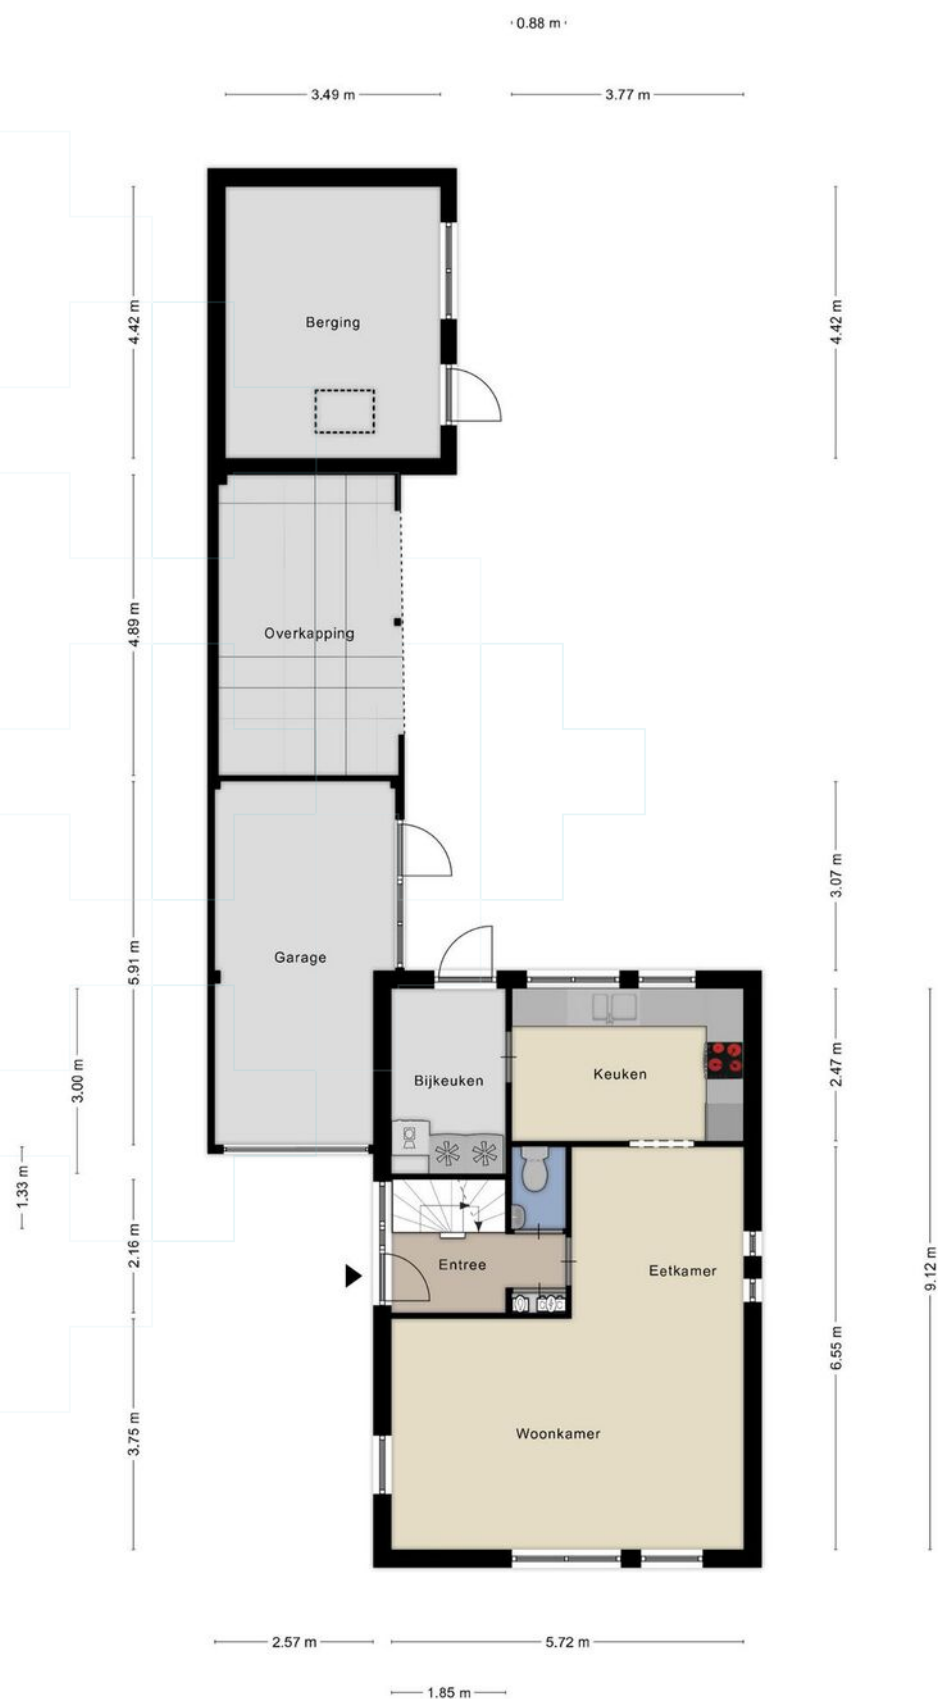 0.88 m
3.49 m
3.77 m
4.42 m
Berging
4.42 m
4.89 m
Overkapping
5.91 m
Garage
3.07 m
3.00 m
Bijkeuken
Keuken
2.47 m
1.33 m
2.16 m
Entree
Eetkamer
9.12 m
6.55 m
3.75 m
Woonkamer
2.57 m
5.72 m
1.85 m